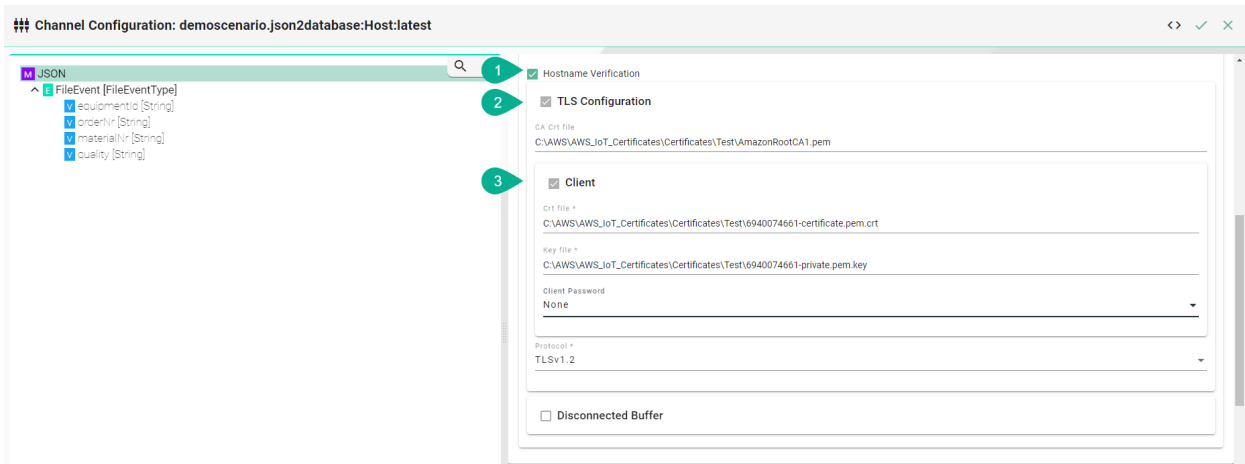 Channel Configuration: demoscenario.json2database:Host:latest
M JSON
E FileEvent [FileEventType]
V equipmentId [String]
V orderNr [String]
V materialNr [String]
V quality [String]
1 Hostname Verification
2 TLS Configuration
CA Crt file
C:\AWS\AWS_IoT_Certificates\Certificates\Test\AmazonRootCA1.pem
3 Client
Crt file *
C:\AWS\AWS_IoT_Certificates\Certificates\Test\6940074661-certificate.pem.crt
Key file *
C:\AWS\AWS_IoT_Certificates\Certificates\Test\6940074661-private.pem.key
Client Password
None
Protocol *
TLSv1.2
Disconnected Buffer